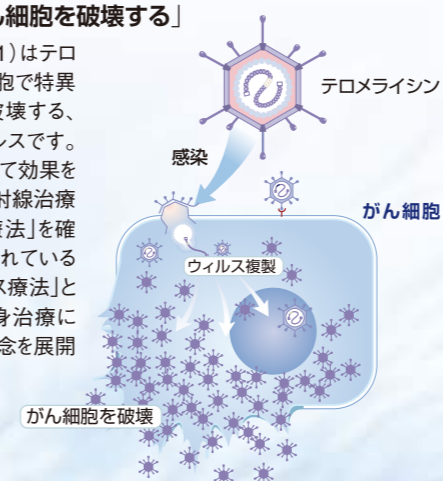 ん細胞を破壊する」
1)はテロ
胞で特異
破壊する、
レスです。
て効果を
射線治療
療法」を確
れている
ス療法」と
身治療に
念を展開
テロメライシン
感染
がん細胞
ウィルス複製
がん細胞を破壊